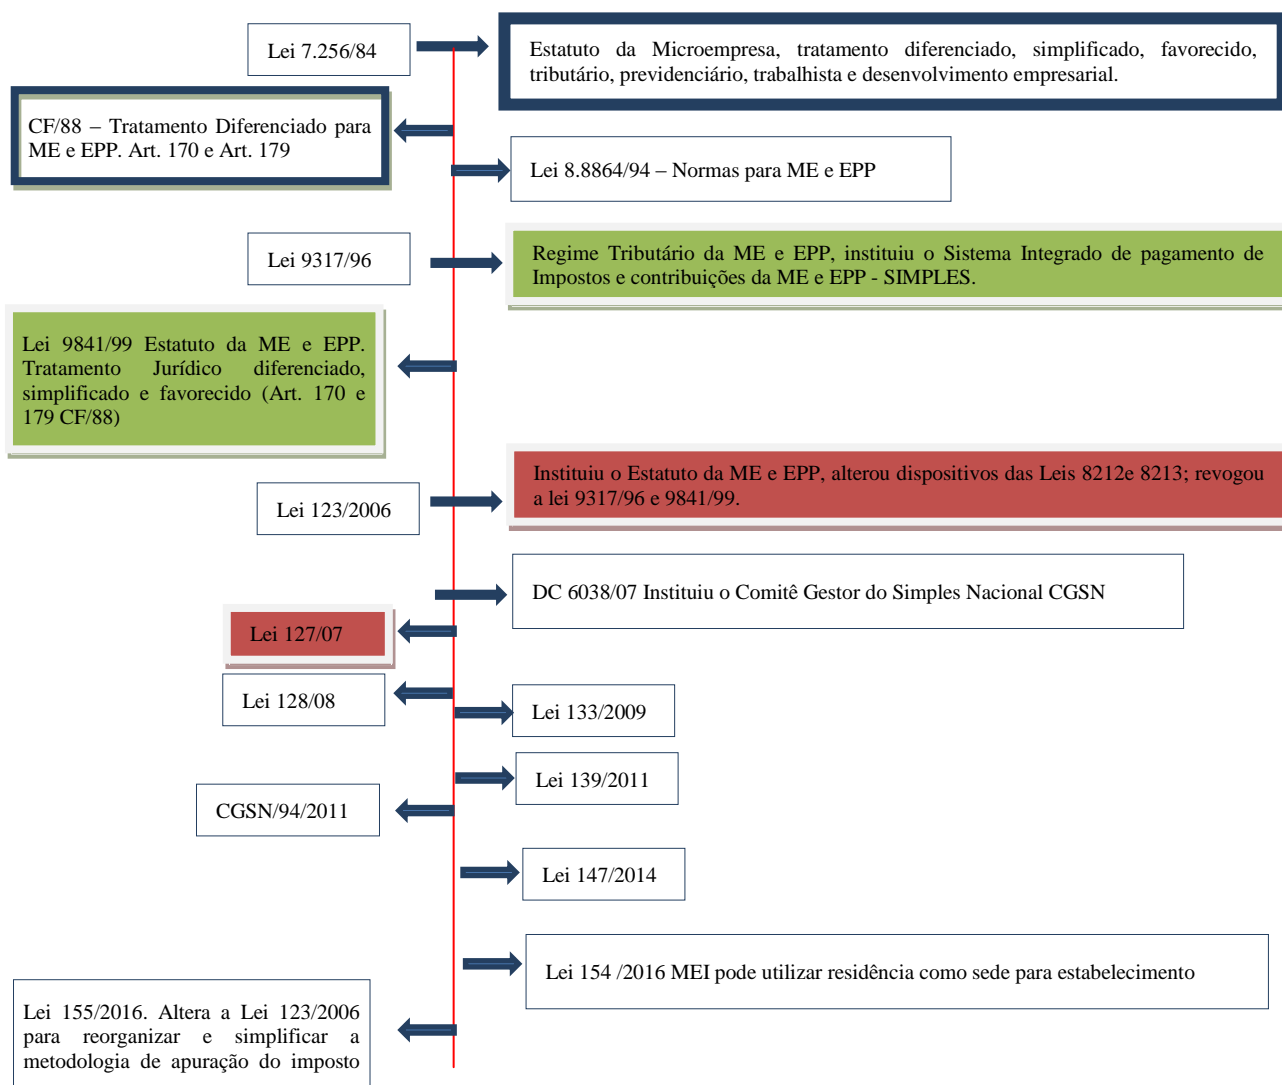 Lei 7.256/84
Estatuto da Microempresa, tratamento diferenciado, simplificado, favorecido,
tributário, previdenciário, trabalhista e desenvolvimento empresarial.
CF/88 – Tratamento Diferenciado para
ME e EPP. Art. 170 e Art. 179
Lei 8.8864/94 – Normas para ME e EPP
Lei 9317/96
Regime Tributário da ME e EPP, instituiu o Sistema Integrado de pagamento de
Impostos e contribuições da ME e EPP - SIMPLES.
Lei 9841/99 Estatuto da ME e EPP.
Tratamento Jurídico diferenciado,
simplificado e favorecido (Art. 170 e
179 CF/88)
Lei 123/2006
Instituiu o Estatuto da ME e EPP, alterou dispositivos das Leis 8212e 8213; revogou
a lei 9317/96 e 9841/99.
DC 6038/07 Instituiu o Comitê Gestor do Simples Nacional CGSN
Lei 127/07
Lei 128/08
Lei 133/2009
Lei 139/2011
CGSN/94/2011
Lei 147/2014
Lei 154 /2016 MEI pode utilizar residência como sede para estabelecimento
Lei 155/2016. Altera a Lei 123/2006
para reorganizar e simplificar a
metodologia de apuração do imposto